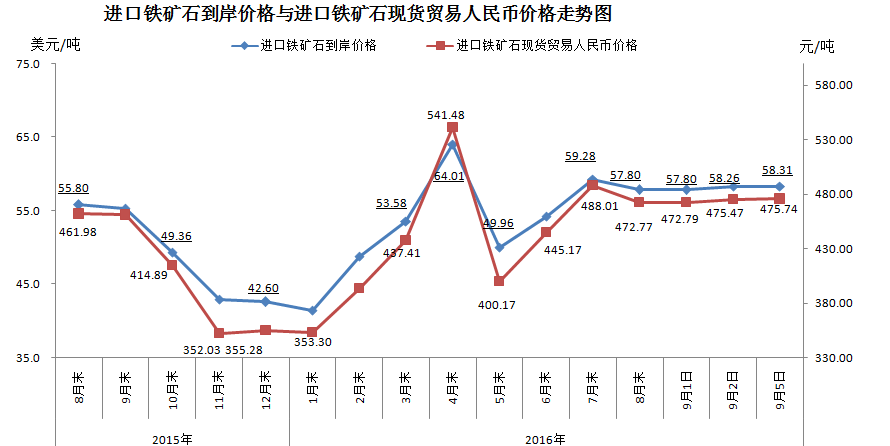 进口铁矿石到岸价格与进口铁矿石现货贸易人民币价格走势图
美元/吨
进口铁矿石到岸价格
进口铁矿石现货贸易人民币价格
元/吨
75.0
65.0
55.0
45.0
35.0
580.00
530.00
480.00
430.00
380.00
330.00
55.80
49.36
42.60
53.58
64.01
49.96
59.28
57.80
57.80
58.26
58.31
461.98
414.89
352.03
355.28
353.30
437.41
541.48
400.17
445.17
488.01
472.77
472.79
475.47
475.74
8月末
9月末
10月末
11月末
12月末
1月末
2月末
3月末
4月末
5月末
6月末
7月末
8月末
9月1日
9月2日
9月5日
2015年
2016年